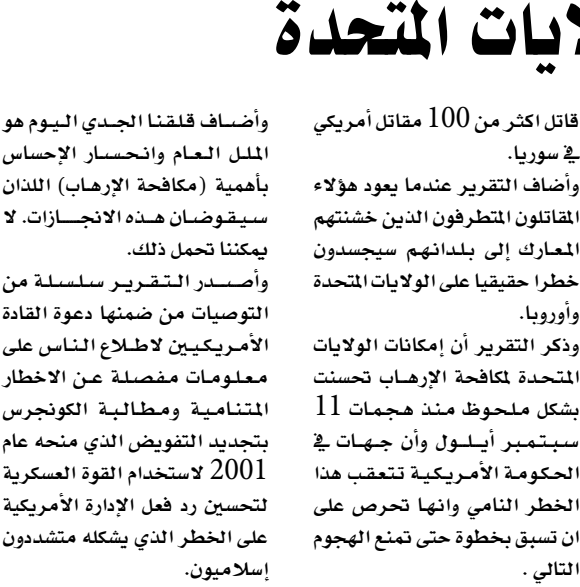 لايات المتحدة
قاتل اكثر من 100 مقاتل أمريكي
في سوريا.
وأضاف التقرير عندما يعود هؤلاء
المقاتلون المتطرفون الذين خشنتهم
المعارك إلى بلدانهم سيجسدون
خطرا حقيقيا على الولايات المتحدة
وأوروبا.
وذكر التقرير أن إمكانات الولايات
المتحدة لمكافحة الإرهاب تحسنت
بشكل ملحوظ منذ هجمات 11
سبتمبر أيلول وأن جهات في
الحكومة الأمريكية تتعقب هذا
الخطر النامي وانها تحرص على
ان تسبق بخطوة حتى تمنع الهجوم
التالي .
وأضاف قلقنا الجدي اليوم هو
الملل العام وانحسار الإحساس
بأهمية (مكافحة الإرهاب) اللذان
سيقوضان هذه الانجازات. لا
يمكننا تحمل ذلك.
وأصدر التقرير سلسلة من
التوصيات من ضمنها دعوة القادة
الأمريكيين لاطلاع الناس على
معلومات مفصلة عن الاخطار
المتنامية ومطالبة الكونجرس
بتجديد التفويض الذي منحه عام
2001 لاستخدام القوة العسكرية
لتحسين رد فعل الإدارة الأمريكية
على الخطر الذي يشكله متشددون
إسلاميون.